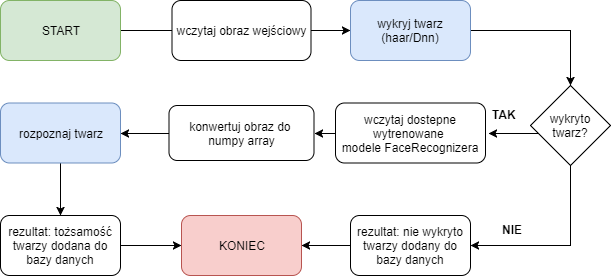 START
wczytaj obraz wejściowy
wykryj twarz
(haar/Dnn)
wykryto
twarz?
TAK
wczytaj dostepne
wytrenowane
modele FaceRecognizera
konwertuj obraz do
numpy array
rozpoznaj twarz
rezultat: tożsamość
twarzy dodana do
bazy danych
KONIEC
rezultat: nie wykryto
twarzy dodany do
bazy danych
NIE